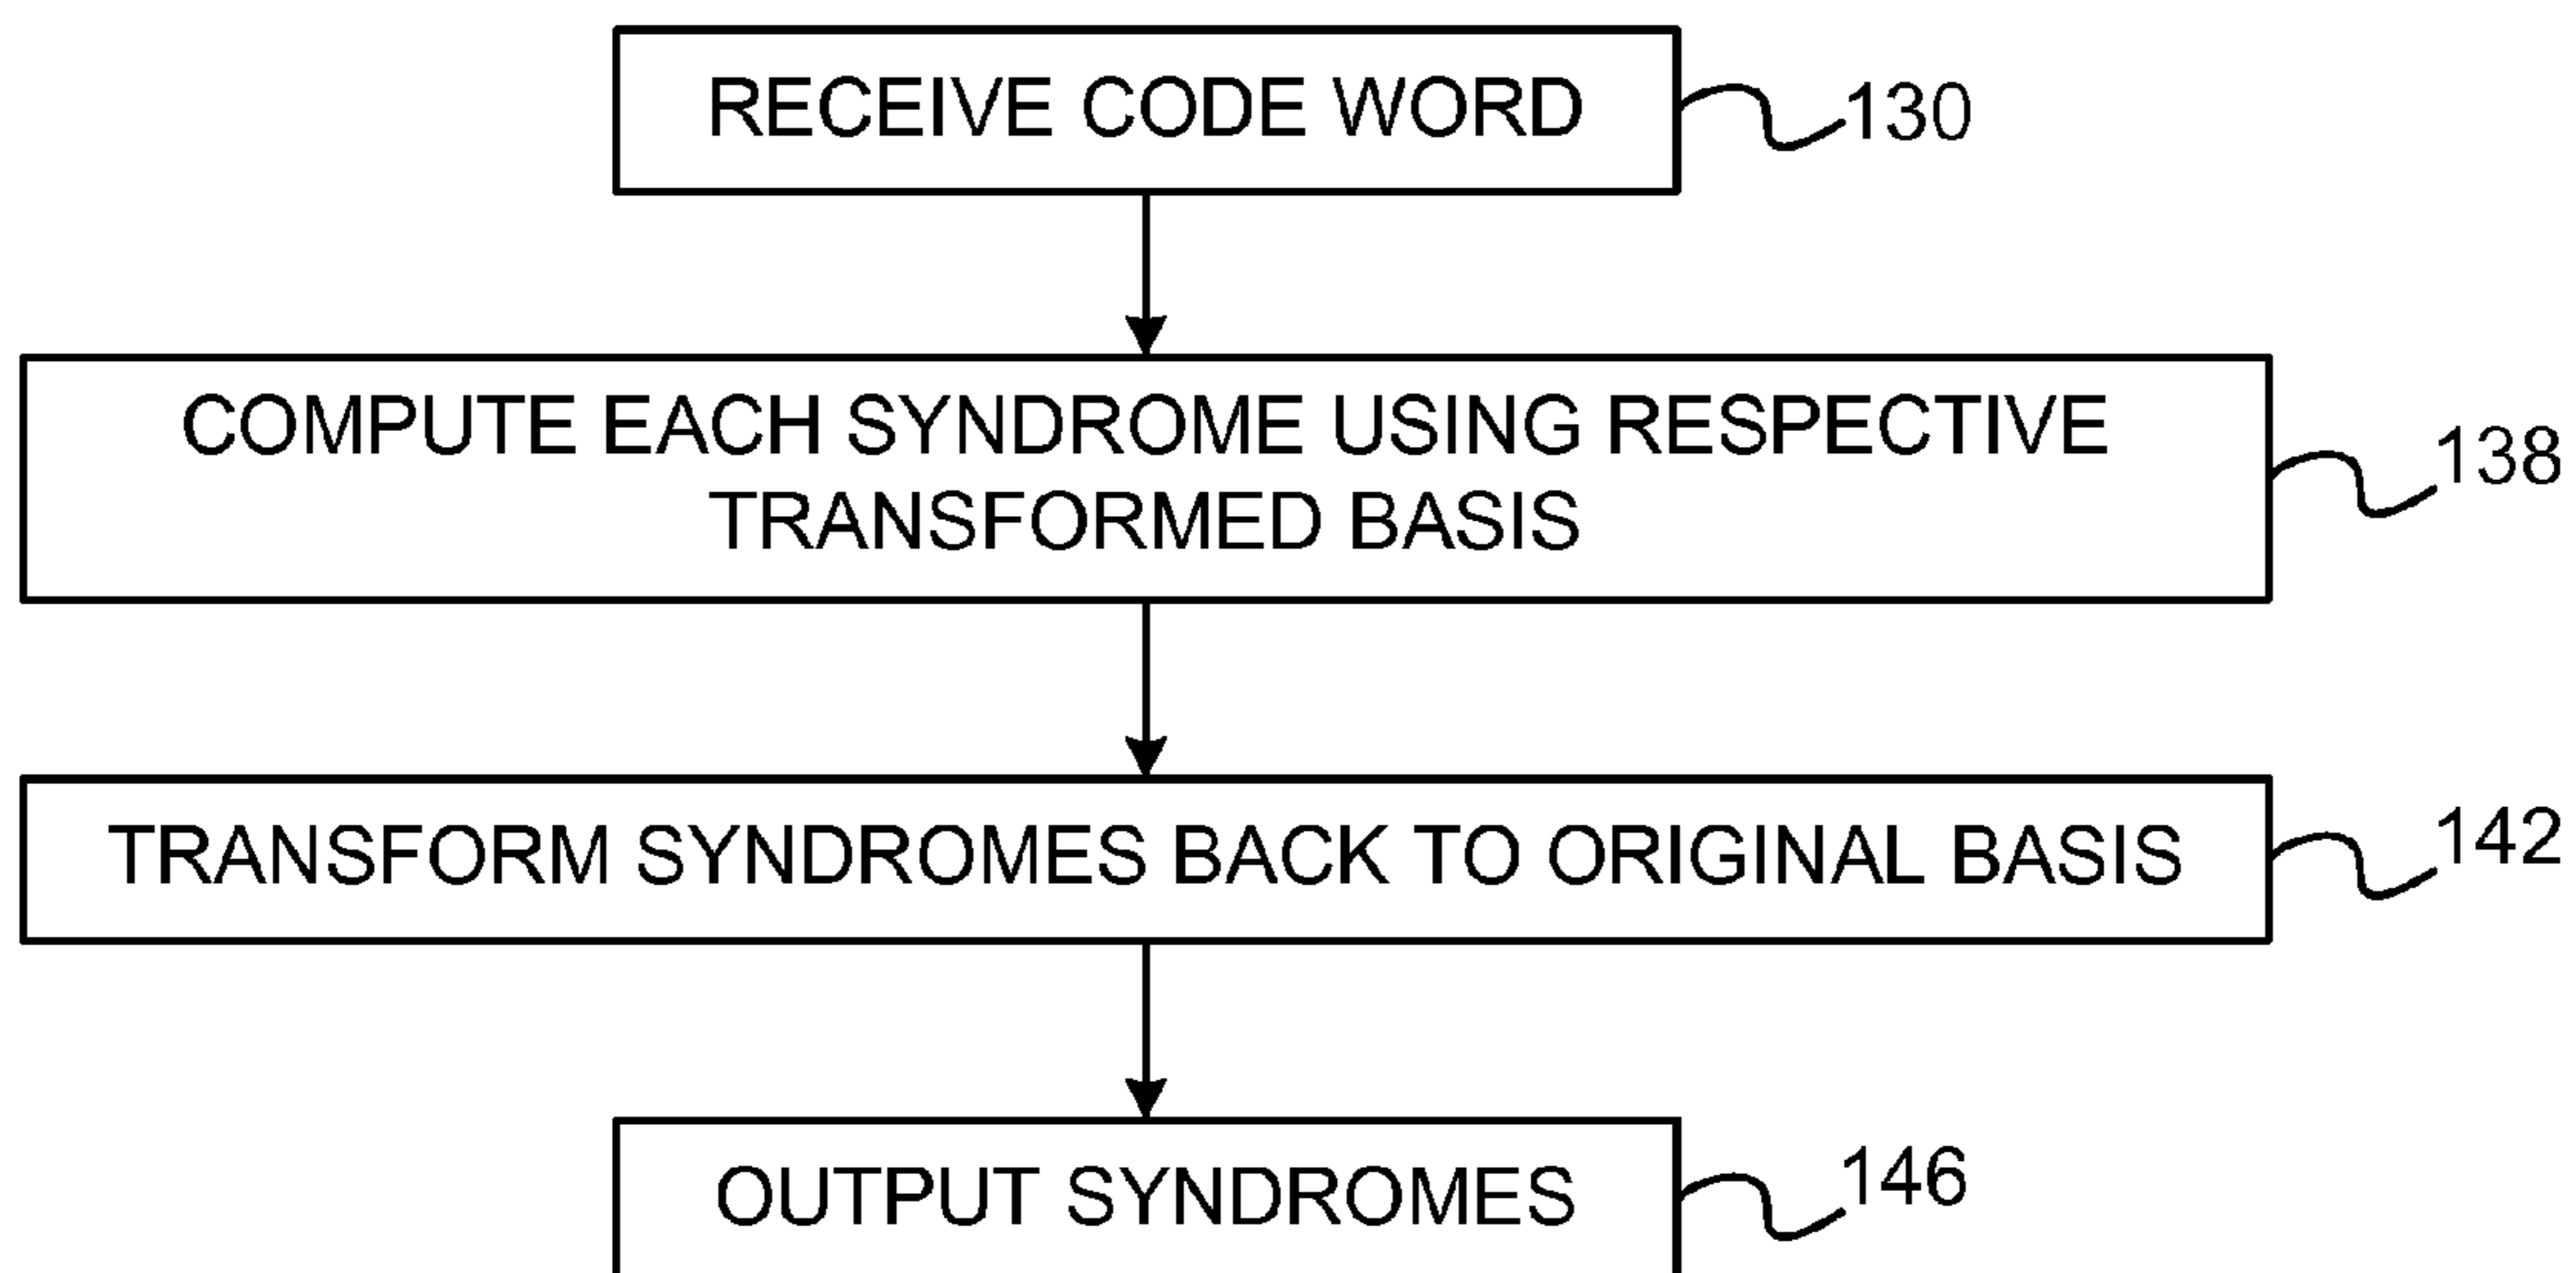 RECEIVE CODE WORD
130
COMPUTE EACH SYNDROME USING RESPECTIVE
TRANSFORMED BASIS
138
TRANSFORM SYNDROMES BACK TO ORIGINAL BASIS
142
OUTPUT SYNDROMES
146